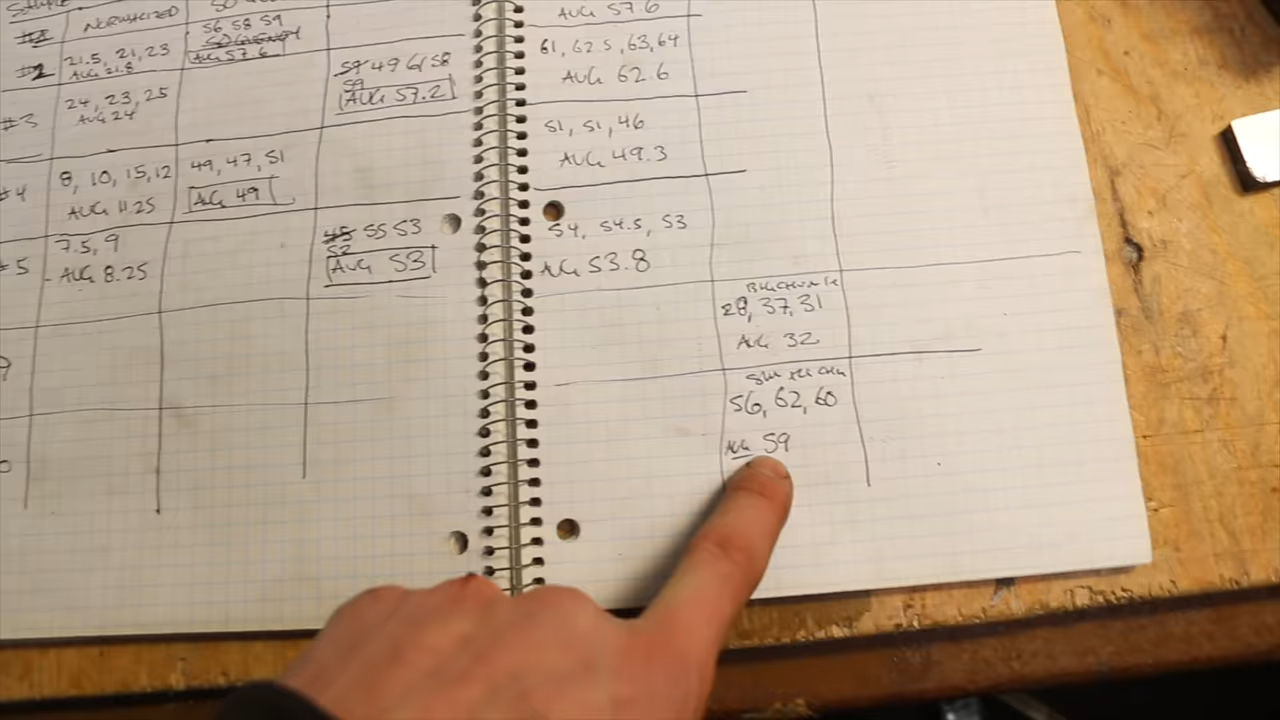 NORMALIZED
56 58 59
#2
21.5, 21, 23
AVG 21.8
AVG 57.6
59 49 61 58
59
AVG 57.2
#3
24, 23, 25
AVG 24
#4
8, 10, 15, 12
AVG 11.25
49, 47, 51
AVG 49
#5
7.5, 9
AVG 8.25
45 55 53
52
AVG 53
AVG 57.6
61, 62.5, 63, 64
AVG 62.6
51, 51, 46
AVG 49.3
54, 54.5, 53
AVG 53.8
28, 37, 31
AVG 32
56, 62, 60
AVG 59